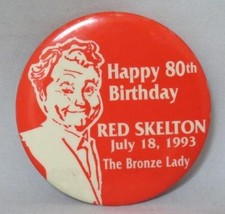 Happy 80th
Birthday
RED SKELTON
July 18, 1993
The Bronze Lady